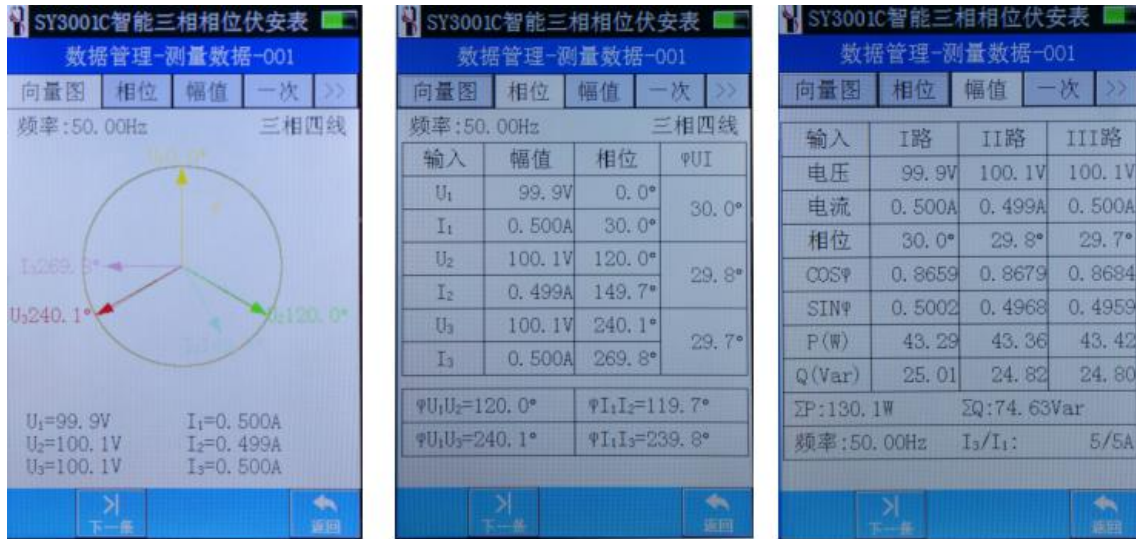 SY3001C智能三相相位伏安表
数据管理-测量数据-001
向量图 相位 幅值 一次 >>
频率:50.00Hz 三相四线
I₃269.8°
U₃240.1°
U₂120.0°
U₁=99.9V I₁=0.500A
U₂=100.1V I₂=0.499A
U₃=100.1V I₃=0.500A
下一条 返回
SY3001C智能三相相位伏安表
数据管理-测量数据-001
向量图 相位 幅值 一次 >>
频率:50.00Hz 三相四线
输入 幅值 相位 φUI
U₁ 99.9V 0.0° 30.0°
I₁ 0.500A 30.0°
U₂ 100.1V 120.0° 29.8°
I₂ 0.499A 149.7°
U₃ 100.1V 240.1° 29.7°
I₃ 0.500A 269.8°
φU₁U₂=120.0° φI₁I₂=119.7°
φU₁U₃=240.1° φI₁I₃=239.8°
下一条 返回
SY3001C智能三相相位伏安表
数据管理-测量数据-001
向量图 相位 幅值 一次 >>
输入 I路 II路 III路
电压 99.9V 100.1V 100.1V
电流 0.500A 0.499A 0.500A
相位 30.0° 29.8° 29.7°
COSφ 0.8659 0.8679 0.8684
SINφ 0.5002 0.4968 0.4959
P(W) 43.29 43.36 43.42
Q(Var) 25.01 24.82 24.80
ΣP:130.1W ΣQ:74.63Var
频率:50.00Hz I₃/I₁: 5/5A
下一条 返回